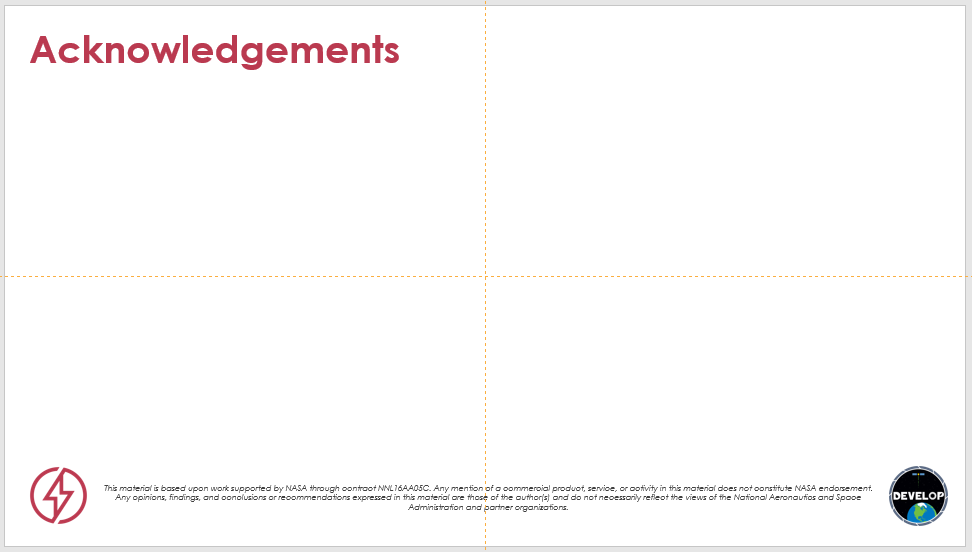 Acknowledgements
This material is based upon work supported by NASA through contract NNL16AA05C. Any mention of a commercial product, service, or activity in this material does not constitute NASA endorsement.
Any opinions, findings, and conclusions or recommendations expressed in this material are those of the author(s) and do not necessarily reflect the views of the National Aeronautics and Space
Administration and partner organizations.
DEVELOP